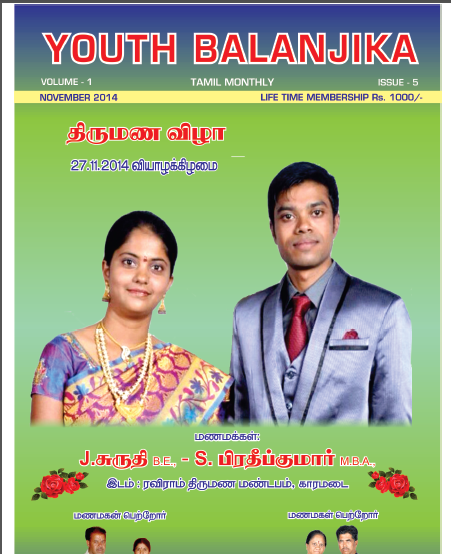 YOUTH BALANJIKA
VOLUME - 1 TAMIL MONTHLY ISSUE - 5
NOVEMBER 2014 LIFE TIME MEMBERSHIP Rs. 1000/-
திருமண விழா
27.11.2014 வியாழக்கிழமை
மணமக்கள்:
J.சுருதி B.E., - S. பிரதீப்குமார் M.B.A.,
இடம் : ரவிராம் திருமண மண்டபம், காரமடை
மணமகன் பெற்றோர் மணமகள் பெற்றோர்